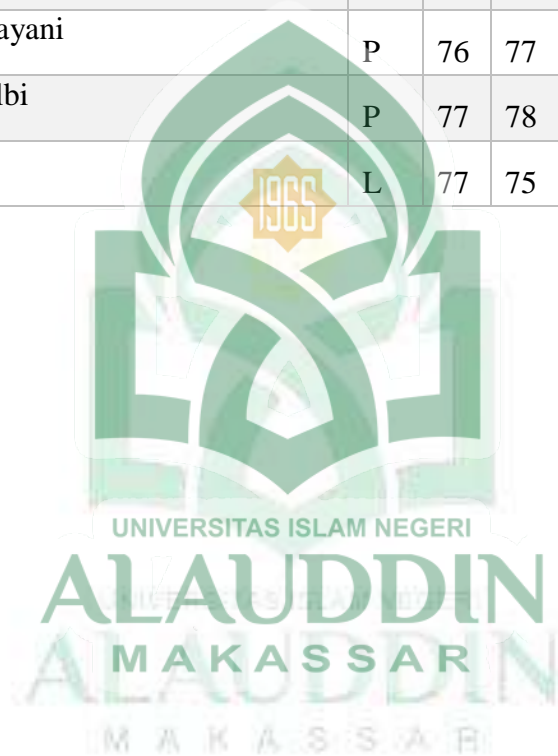 ayani P 76 77
lbi P 77 78
L 77 75
1965
UNIVERSITAS ISLAM NEGERI
ALAUDDIN
MAKASSAR